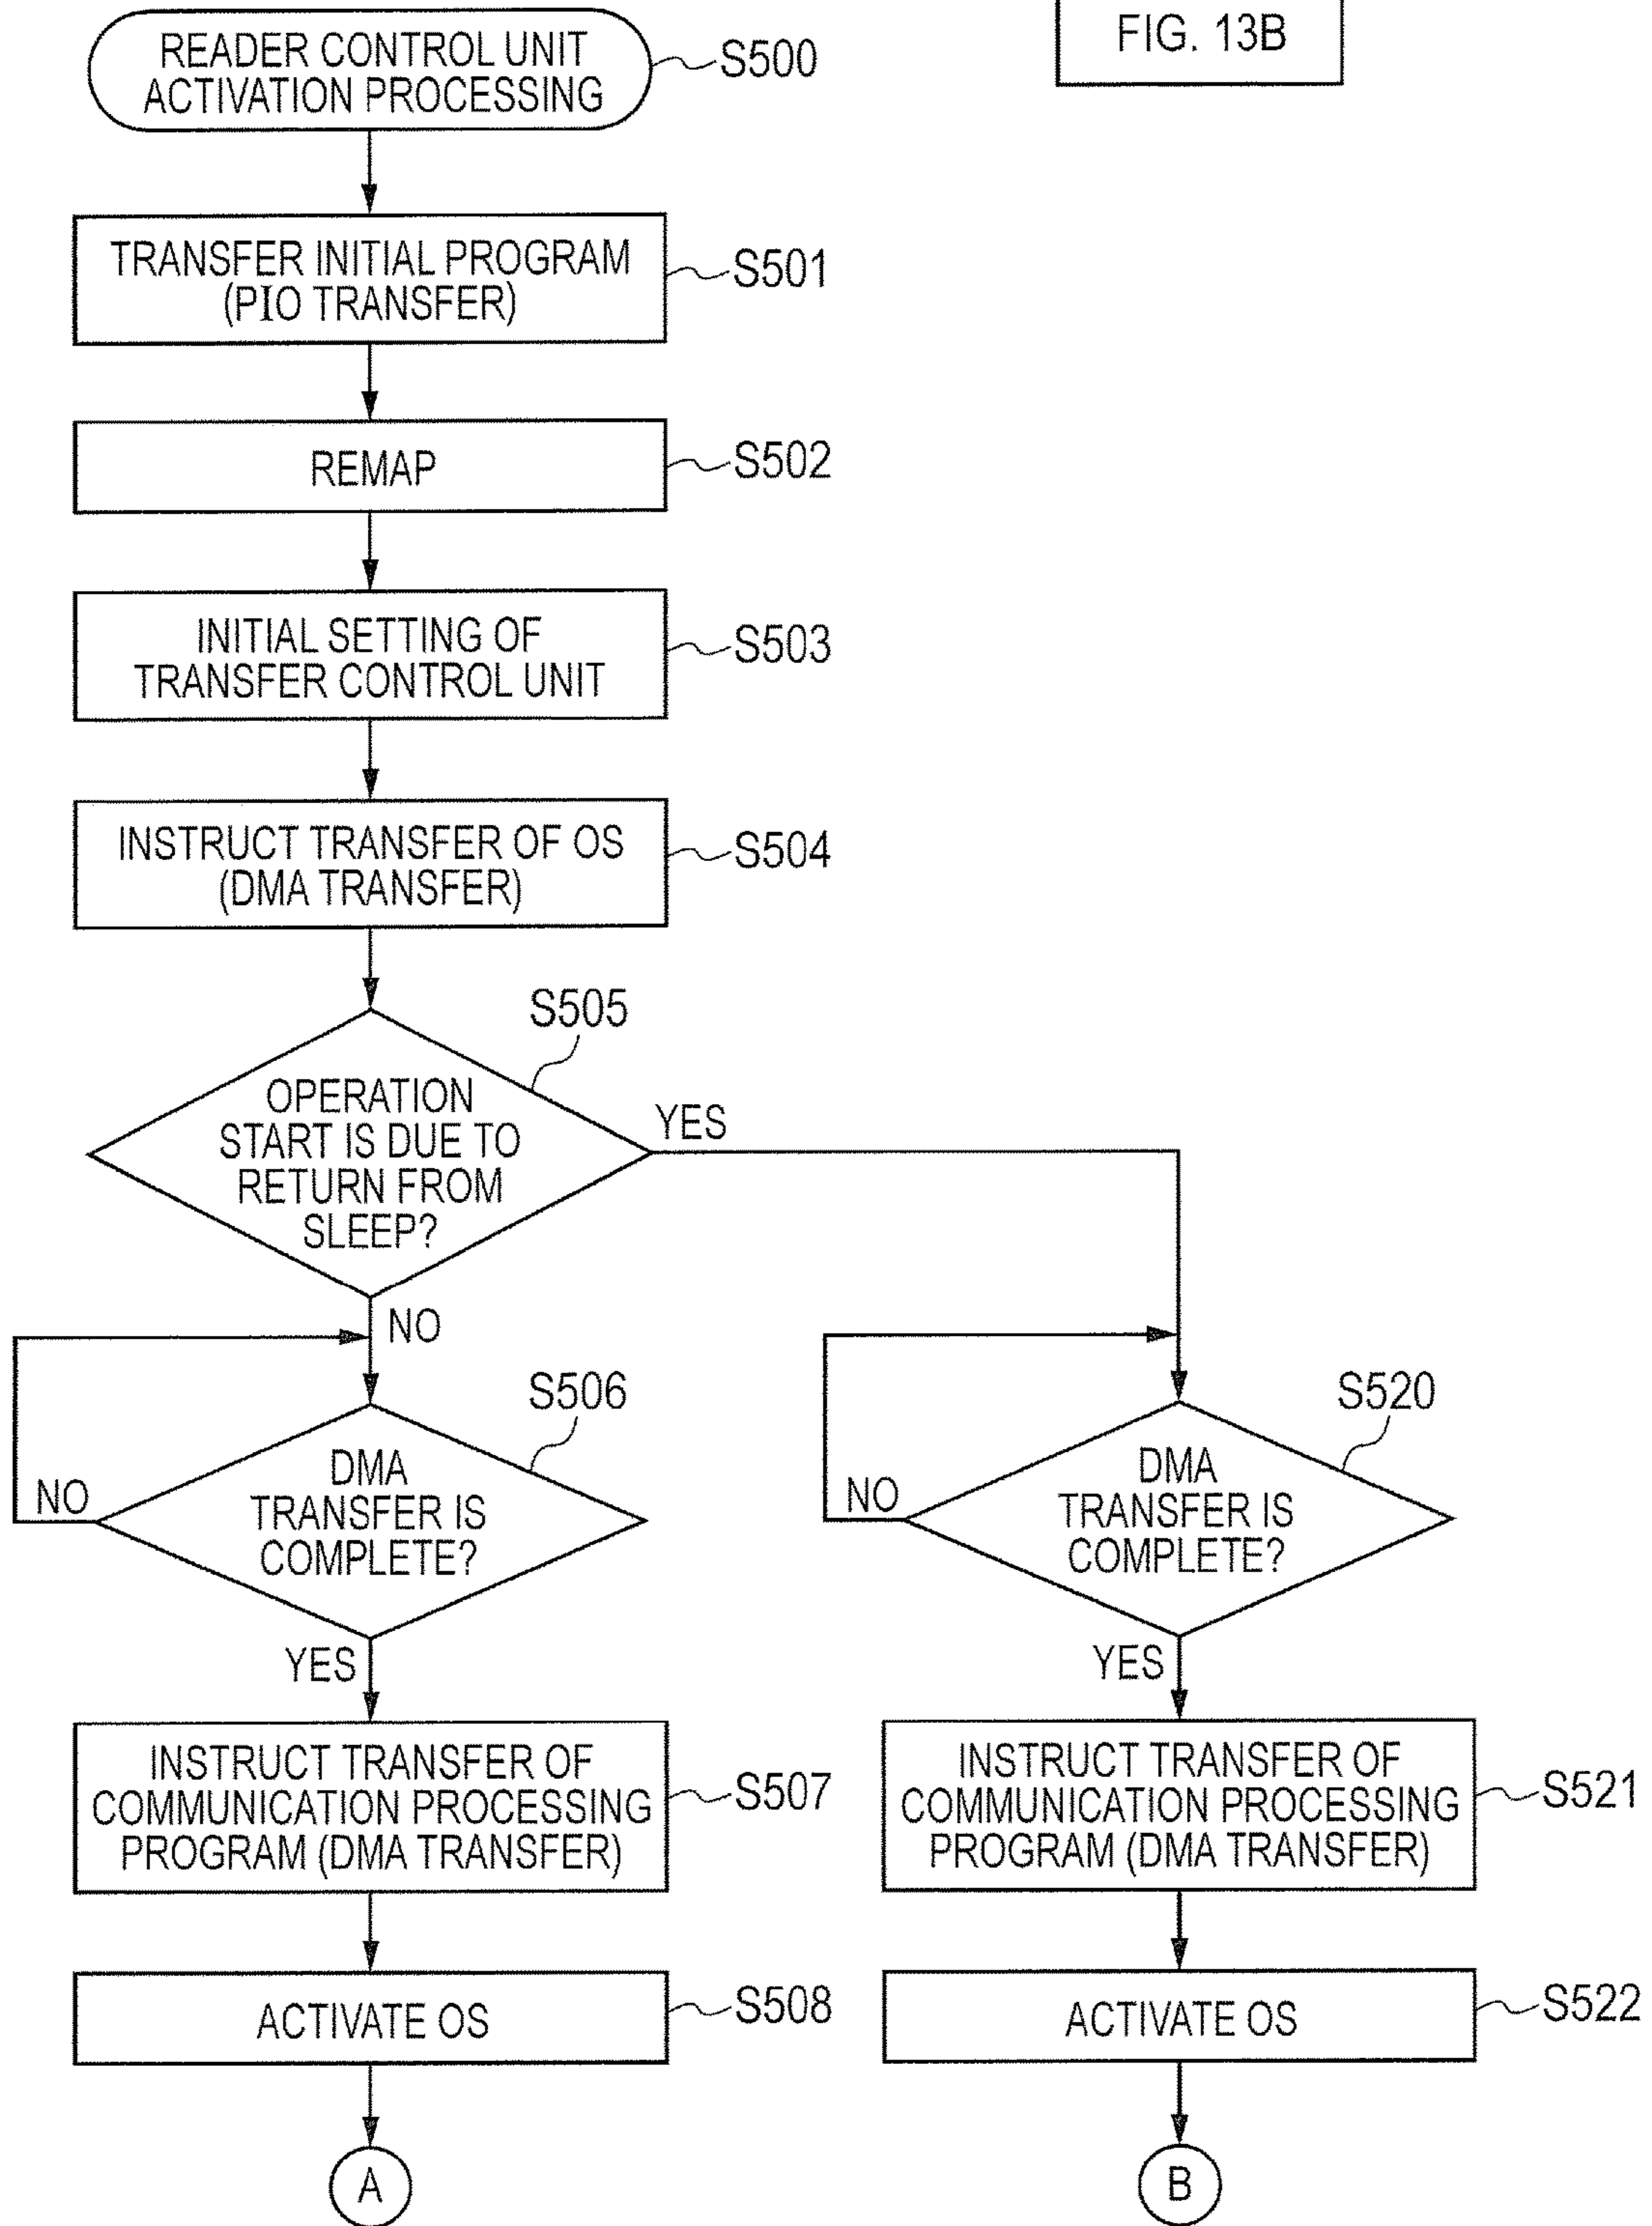 FIG. 13B
READER CONTROL UNIT
ACTIVATION PROCESSING
S500
TRANSFER INITIAL PROGRAM
(PIO TRANSFER)
S501
REMAP
S502
INITIAL SETTING OF
TRANSFER CONTROL UNIT
S503
INSTRUCT TRANSFER OF OS
(DMA TRANSFER)
S504
S505
OPERATION
START IS DUE TO
RETURN FROM
SLEEP?
YES
NO
S506
DMA
TRANSFER IS
COMPLETE?
NO
YES
INSTRUCT TRANSFER OF
COMMUNICATION PROCESSING
PROGRAM (DMA TRANSFER)
S507
ACTIVATE OS
S508
A
S520
DMA
TRANSFER IS
COMPLETE?
NO
YES
INSTRUCT TRANSFER OF
COMMUNICATION PROCESSING
PROGRAM (DMA TRANSFER)
S521
ACTIVATE OS
S522
B